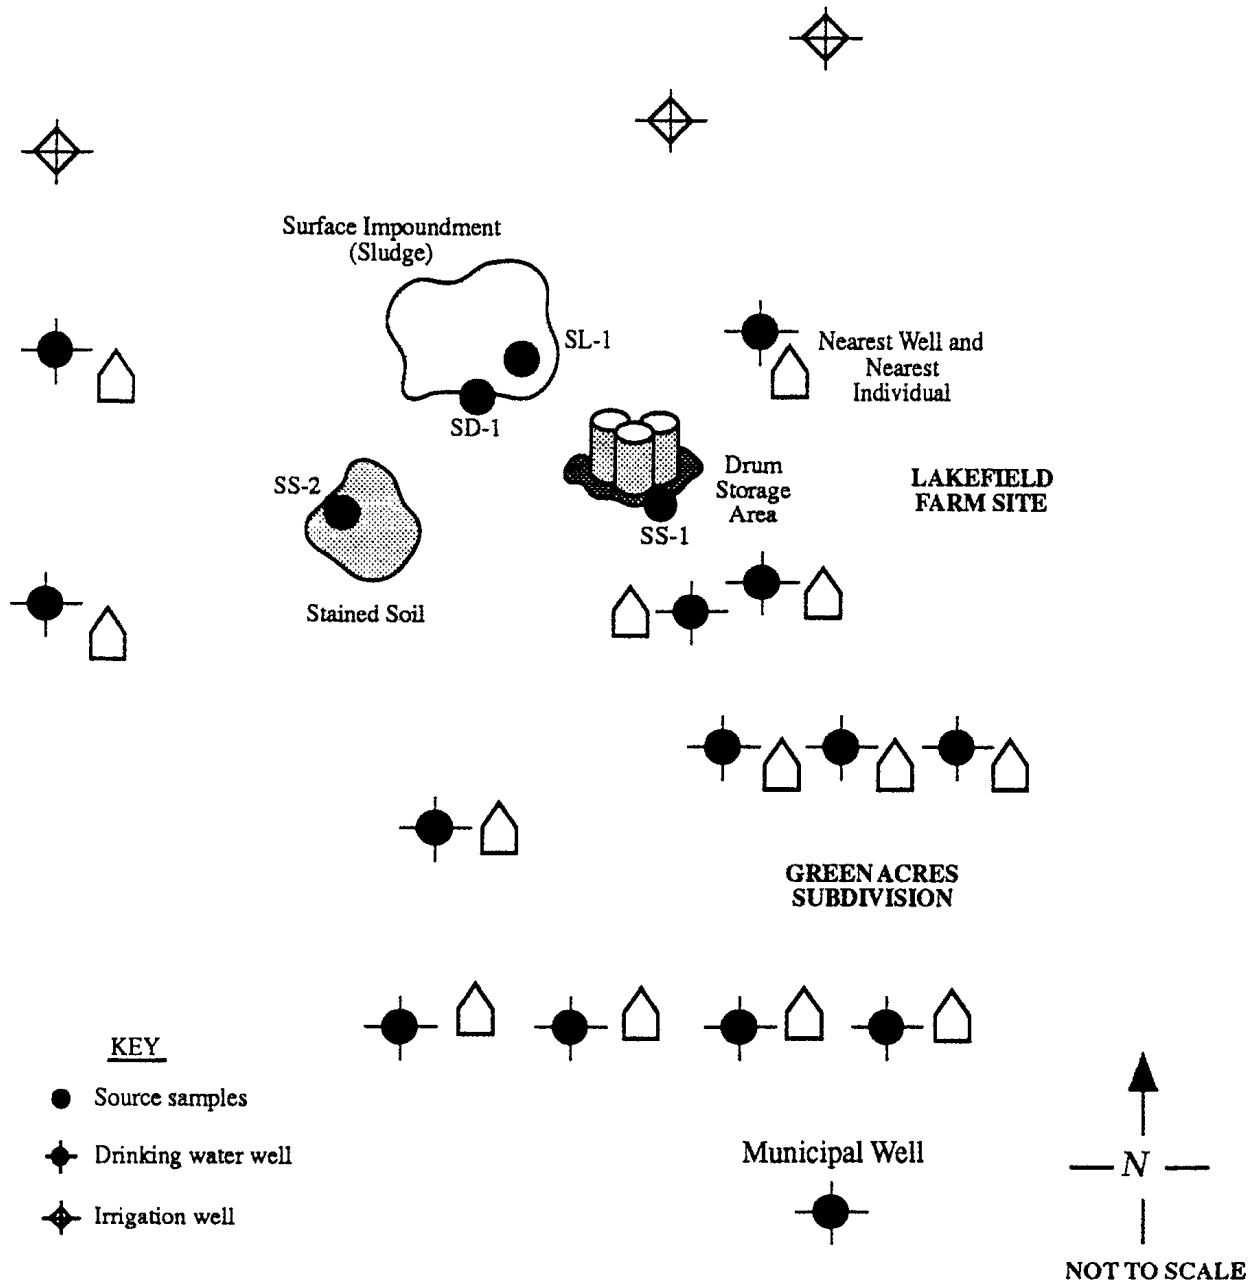 Surface Impoundment
(Sludge)
SL-1
Nearest Well and
Nearest
Individual
SD-1
SS-2
Drum
Storage
Area
LAKEFIELD
FARM SITE
SS-1
Stained Soil
GREEN ACRES
SUBDIVISION
KEY
Source samples
Drinking water well
Irrigation well
Municipal Well
N
NOT TO SCALE